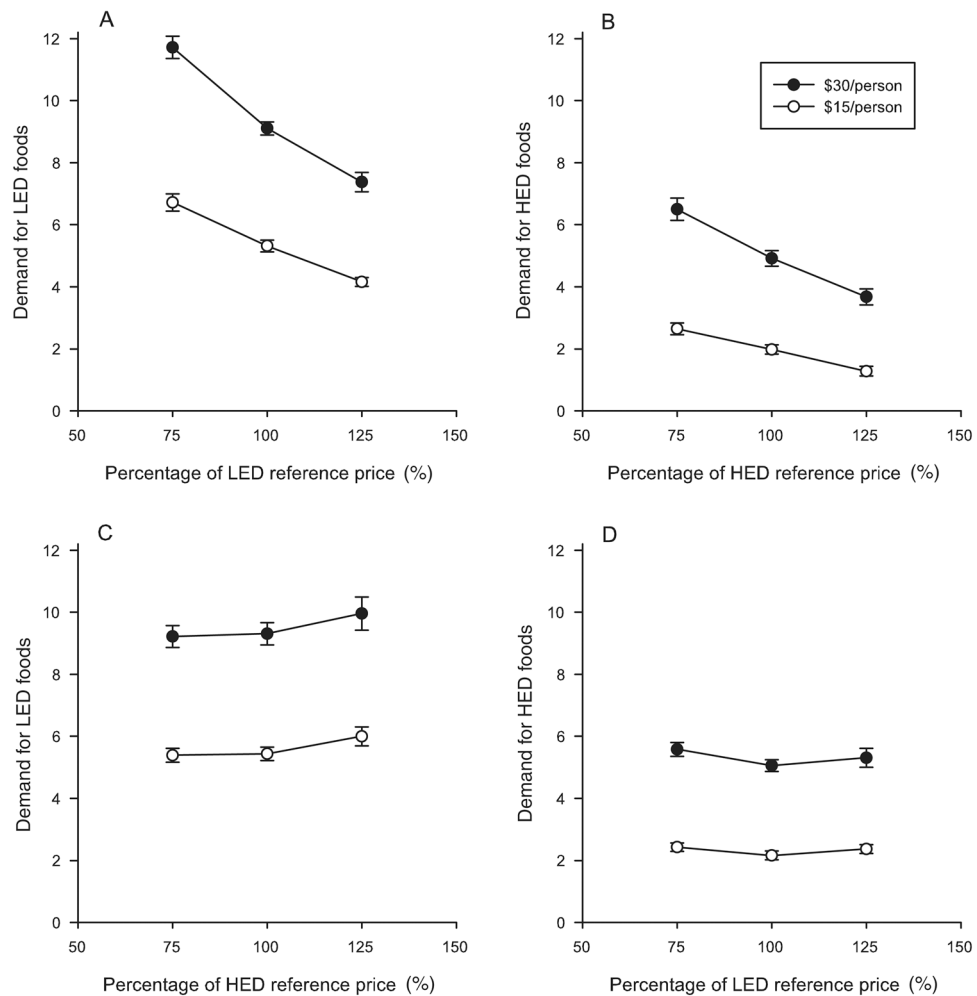 A
12
10
8
6
4
2
0
Demand for LED foods
50 75 100 125 150
Percentage of LED reference price (%)
B
$30/person
$15/person
12
10
8
6
4
2
0
Demand for HED foods
50 75 100 125 150
Percentage of HED reference price (%)
C
12
10
8
6
4
2
0
Demand for LED foods
50 75 100 125 150
Percentage of HED reference price (%)
D
12
10
8
6
4
2
0
Demand for HED foods
50 75 100 125 150
Percentage of LED reference price (%)